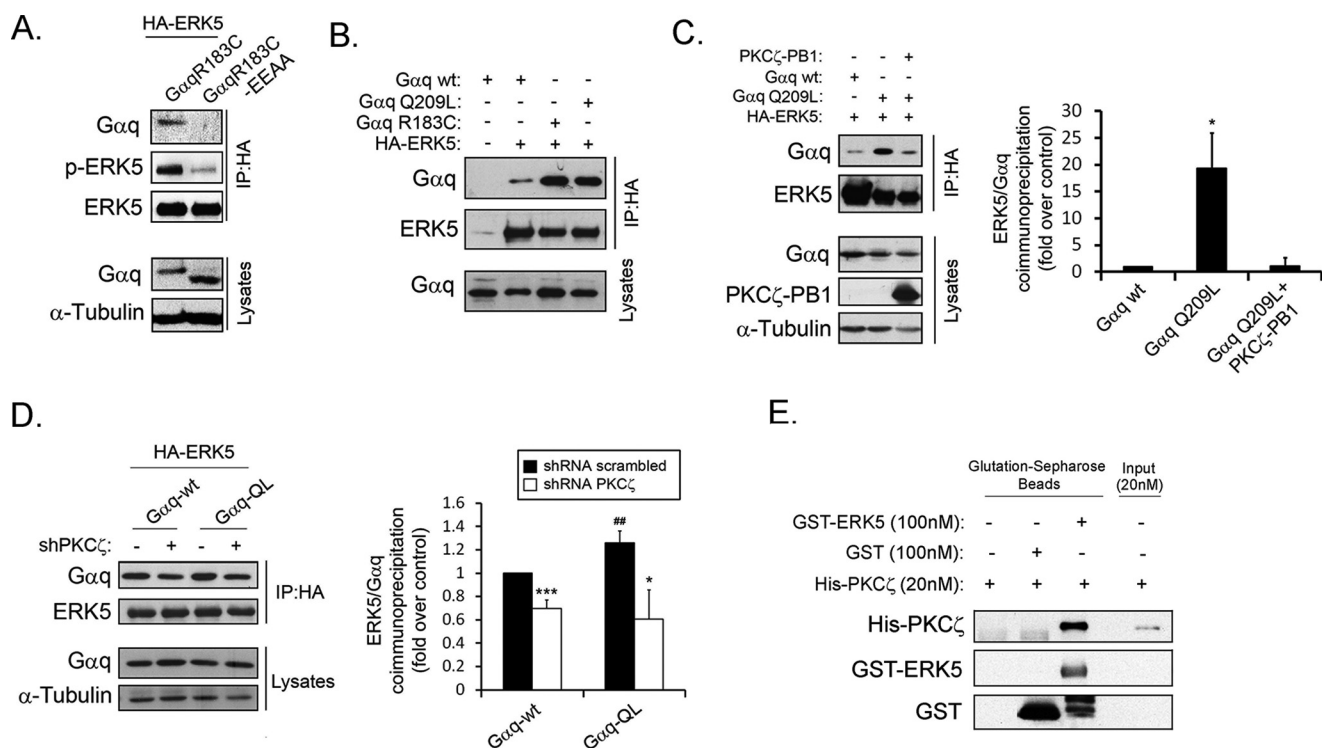 A.
HA-ERK5
GαqR183C
GαqR183C
-EEAA
Gαq
p-ERK5
ERK5
IP:HA
Gαq
α-Tubulin
Lysates
B.
Gαq wt: + + - -
Gαq Q209L: - - - +
Gαq R183C: - - + -
HA-ERK5: - + + +
Gαq
ERK5
IP:HA
Gαq
Lysates
C.
PKCζ-PB1: - - +
Gαq wt: + - -
Gαq Q209L: - + +
HA-ERK5: + + +
Gαq
ERK5
IP:HA
Gαq
PKCζ-PB1
α-Tubulin
Lysates
ERK5/Gαq
coimmunoprecipitation
(fold over control)
30
25
20
15
10
5
0
*
Gαq wt
Gαq Q209L
Gαq Q209L+
PKCζ-PB1
D.
HA-ERK5
Gαq-wt
Gαq-QL
shPKCζ: - + - +
Gαq
ERK5
IP:HA
Gαq
α-Tubulin
Lysates
shRNA scrambled
shRNA PKCζ
ERK5/Gαq
coimmunoprecipitation
(fold over control)
1.6
1.4
1.2
1
0.8
0.6
0.4
0.2
0
***
##
*
Gαq-wt
Gαq-QL
E.
Glutation-Sepharose
Beads
Input
(20nM)
GST-ERK5 (100nM): - - + -
GST (100nM): - + - -
His-PKCζ (20nM): + + + +
His-PKCζ
GST-ERK5
GST